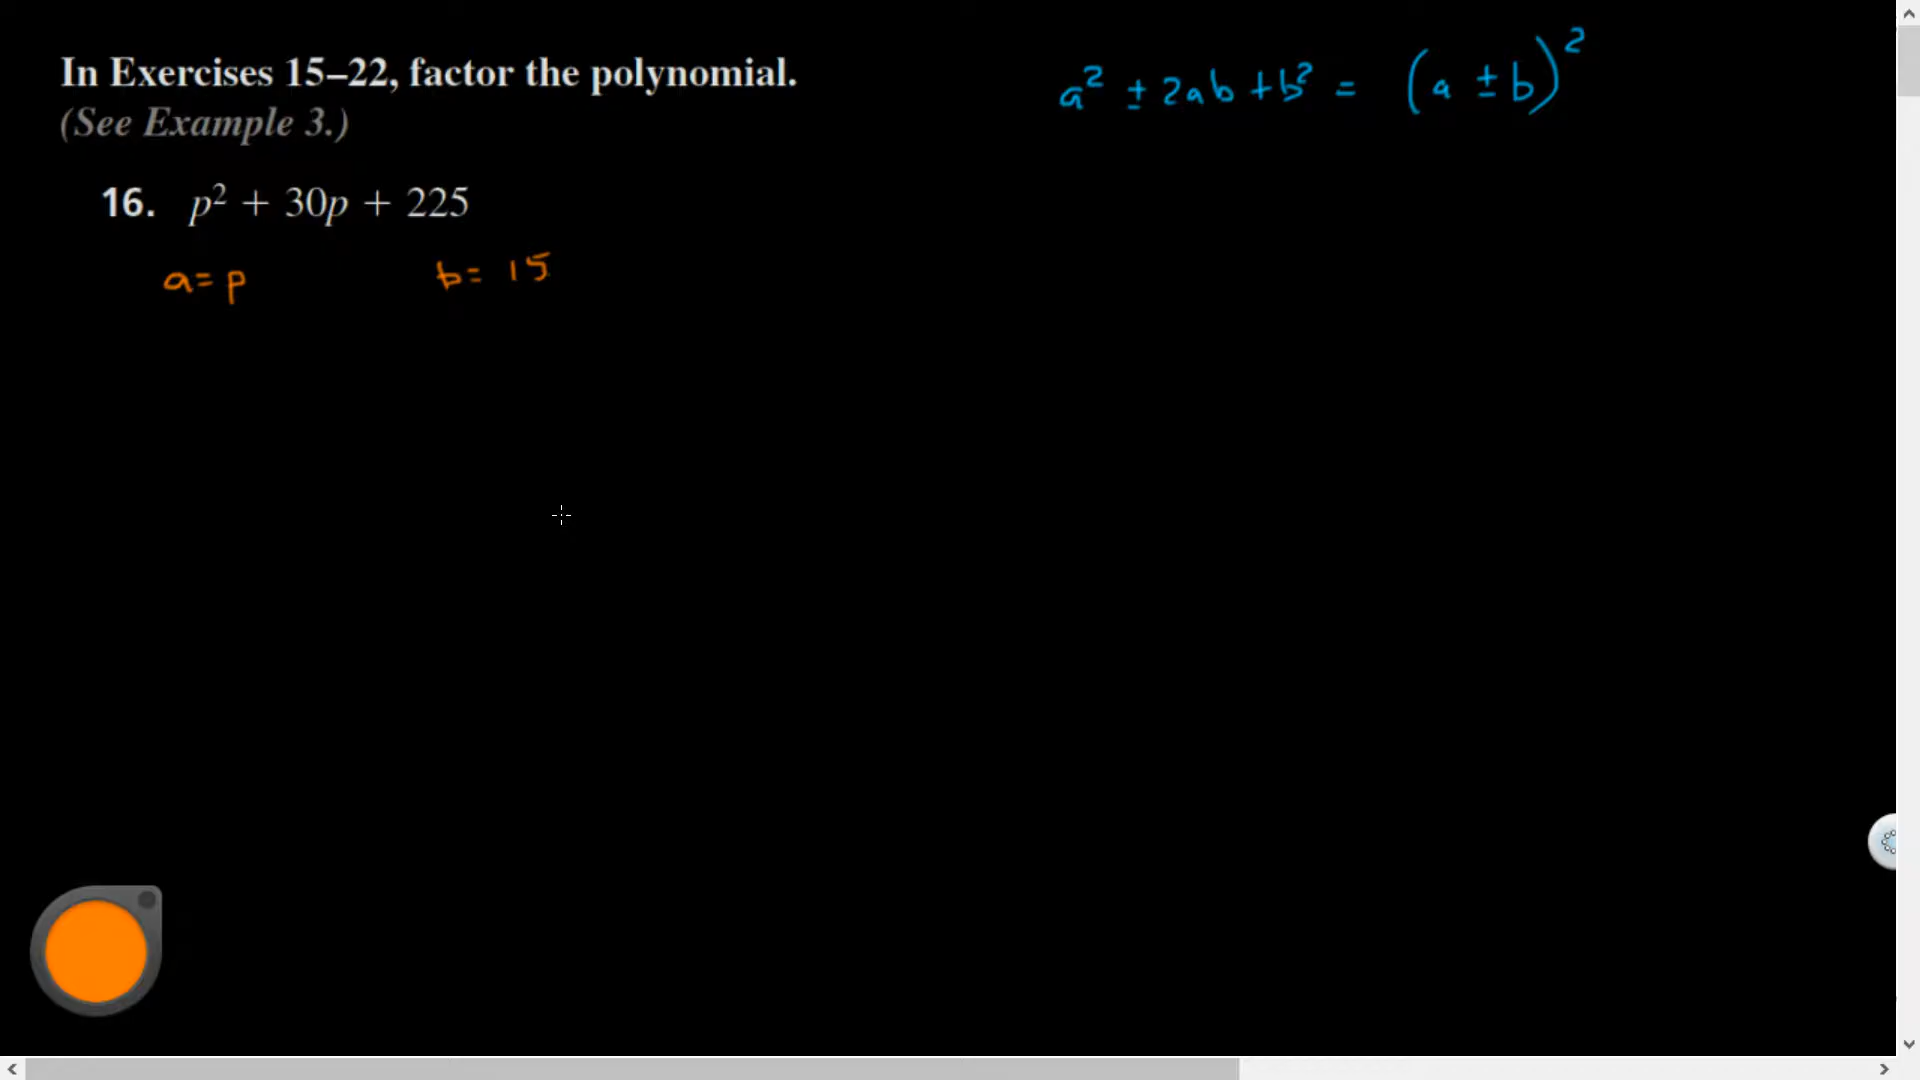 In Exercises 15–22, factor the polynomial.
(See Example 3.)
a² ± 2ab + b² = (a ± b)²
16. p² + 30p + 225
a = p b = 15